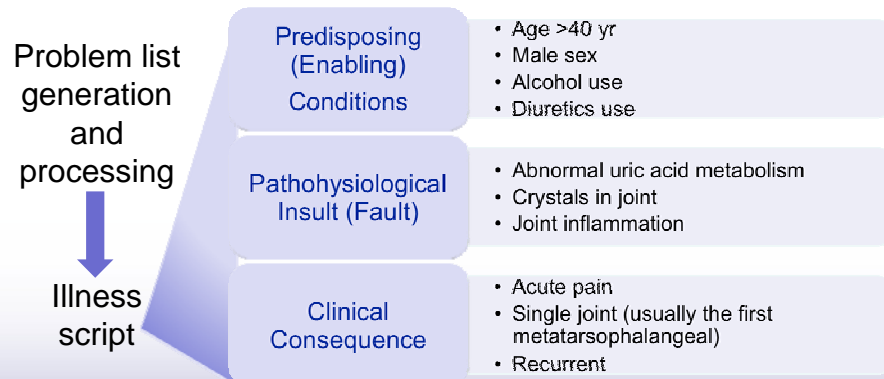 Problem list
generation
and
processing
Illness
script
Predisposing
(Enabling)
Conditions
• Age >40 yr
• Male sex
• Alcohol use
• Diuretics use
Pathohysiological
Insult (Fault)
• Abnormal uric acid metabolism
• Crystals in joint
• Joint inflammation
Clinical
Consequence
• Acute pain
• Single joint (usually the first
metatarsophalangeal)
• Recurrent